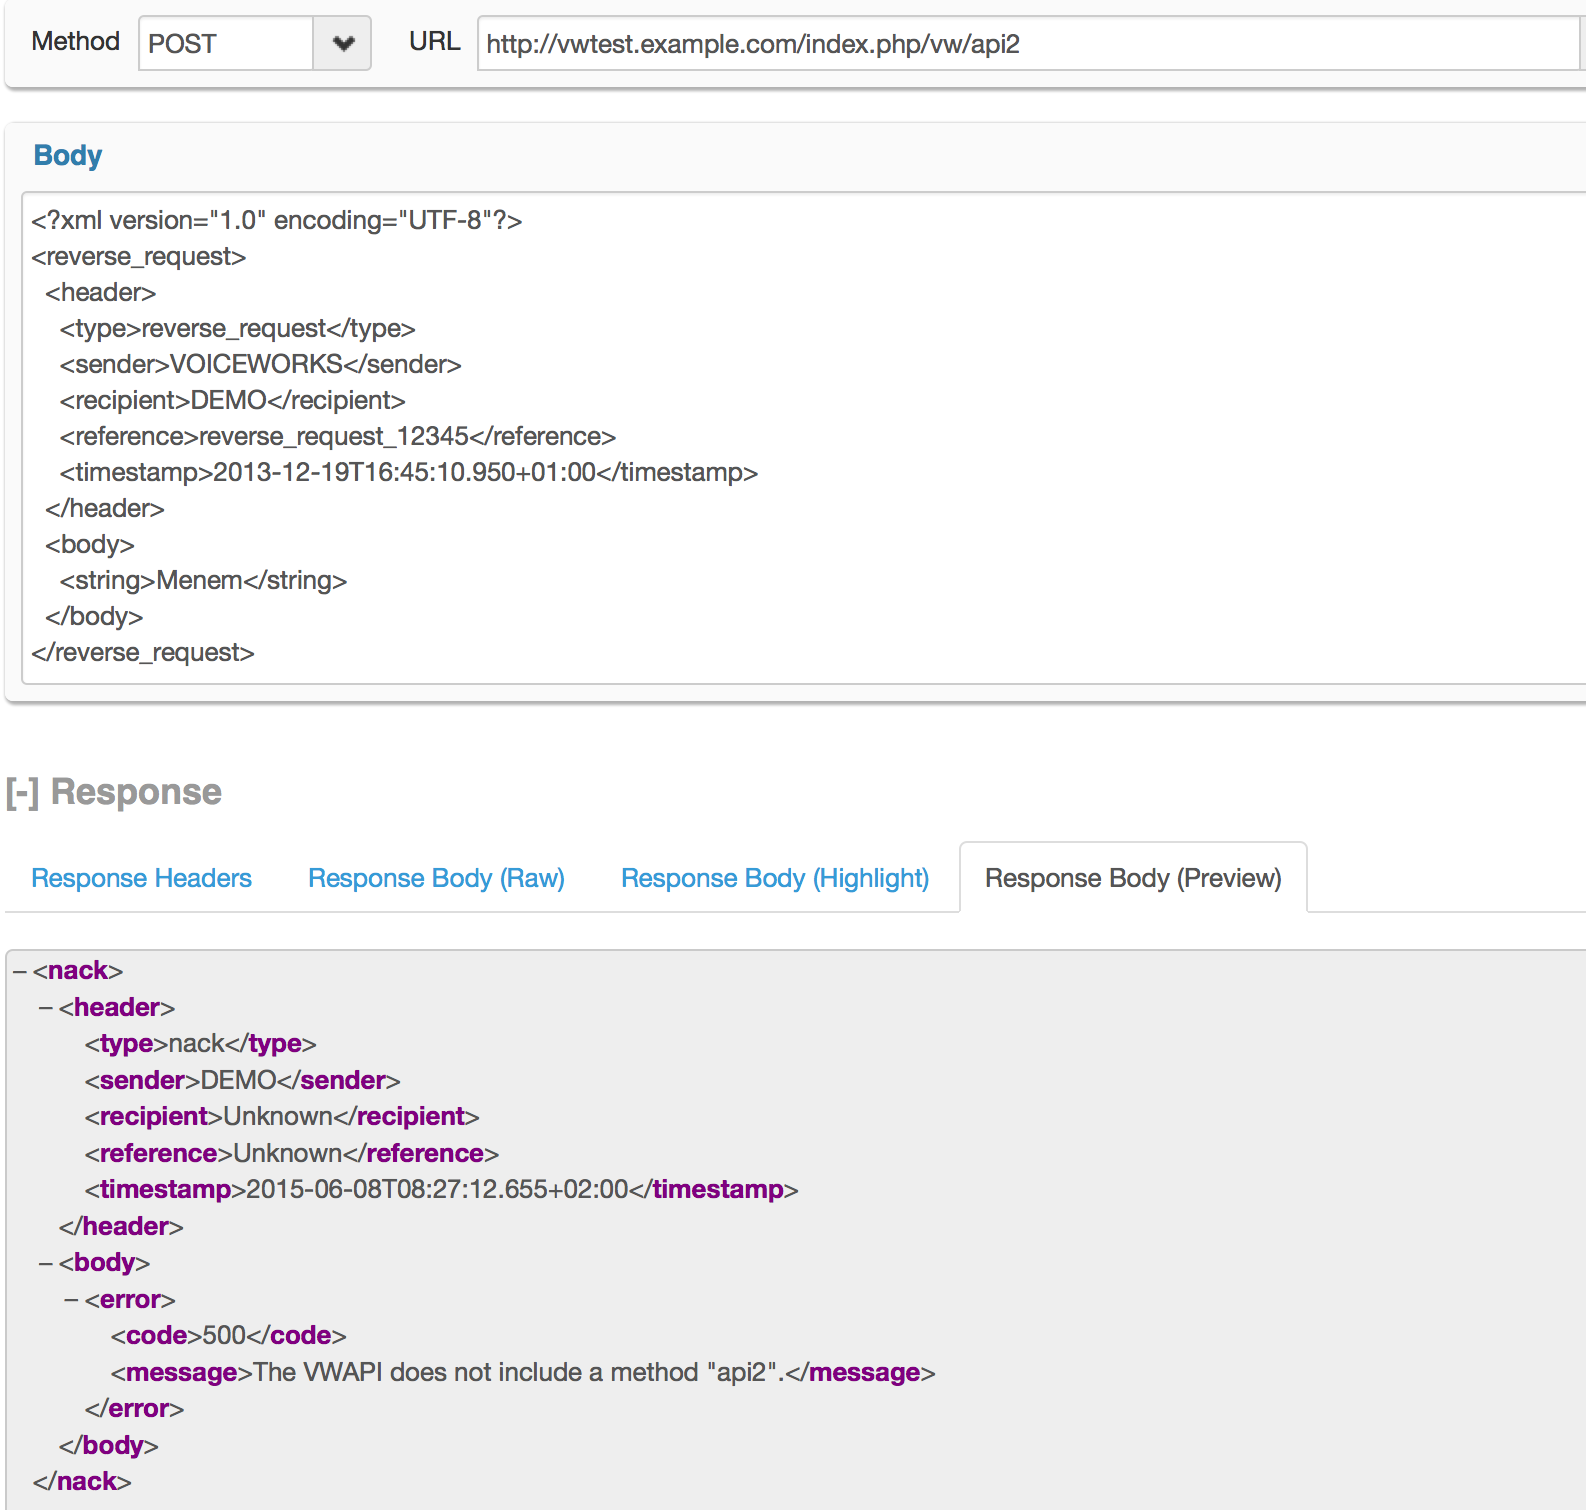 Method POST URL http://vwtest.example.com/index.php/vw/api2
Body
<?xml version="1.0" encoding="UTF-8"?>
<reverse_request>
<header>
<type>reverse_request</type>
<sender>VOICEWORKS</sender>
<recipient>DEMO</recipient>
<reference>reverse_request_12345</reference>
<timestamp>2013-12-19T16:45:10.950+01:00</timestamp>
</header>
<body>
<string>Menem</string>
</body>
</reverse_request>
[-] Response
Response Headers Response Body (Raw) Response Body (Highlight) Response Body (Preview)
– <nack>
– <header>
<type>nack</type>
<sender>DEMO</sender>
<recipient>Unknown</recipient>
<reference>Unknown</reference>
<timestamp>2015-06-08T08:27:12.655+02:00</timestamp>
</header>
– <body>
– <error>
<code>500</code>
<message>The VWAPI does not include a method "api2".</message>
</error>
</body>
</nack>